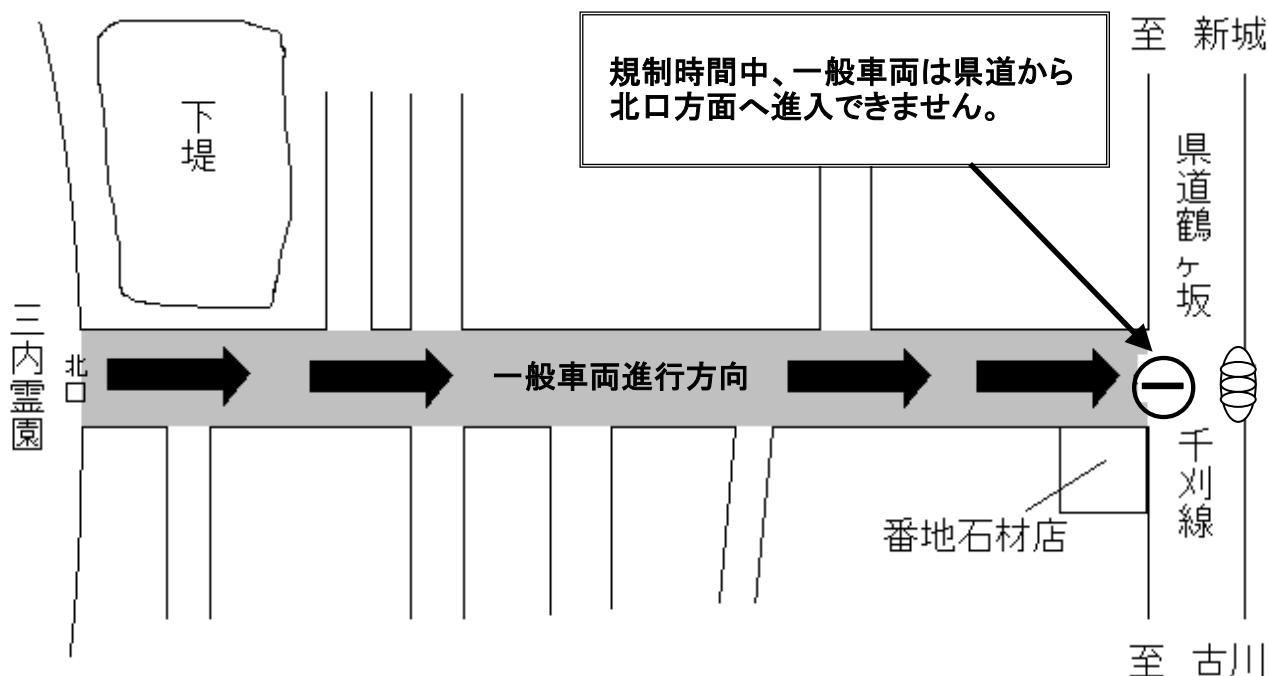 至 新城
規制時間中、一般車両は県道から
北口方面へ進入できません。
下堤
県道鶴ヶ坂
三内霊園
北口
一般車両進行方向
千刈線
番地石材店
至 古川